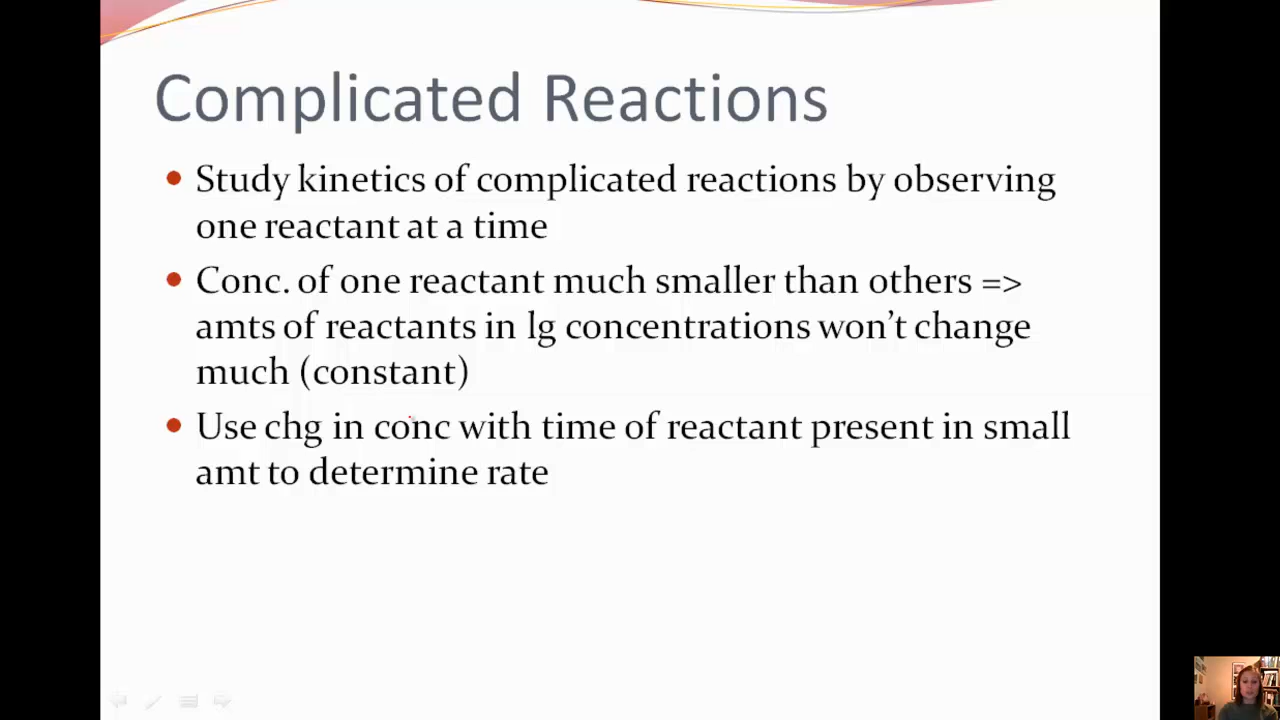 Complicated Reactions
Study kinetics of complicated reactions by observing
one reactant at a time
Conc. of one reactant much smaller than others =>
amts of reactants in lg concentrations won't change
much (constant)
Use chg in conc with time of reactant present in small
amt to determine rate